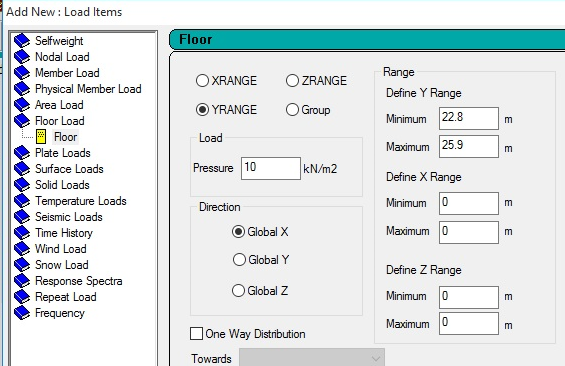 Add New : Load Items
Selfweight
Nodal Load
Member Load
Physical Member Load
Area Load
Floor Load
Floor
Plate Loads
Surface Loads
Solid Loads
Temperature Loads
Seismic Loads
Time History
Wind Load
Snow Load
Response Spectra
Repeat Load
Frequency
Floor
XRANGE ZRANGE
YRANGE Group
Load
Pressure 10 kN/m2
Direction
Global X
Global Y
Global Z
One Way Distribution
Towards
Range
Define Y Range
Minimum 22.8 m
Maximum 25.9 m
Define X Range
Minimum 0 m
Maximum 0 m
Define Z Range
Minimum 0 m
Maximum 0 m